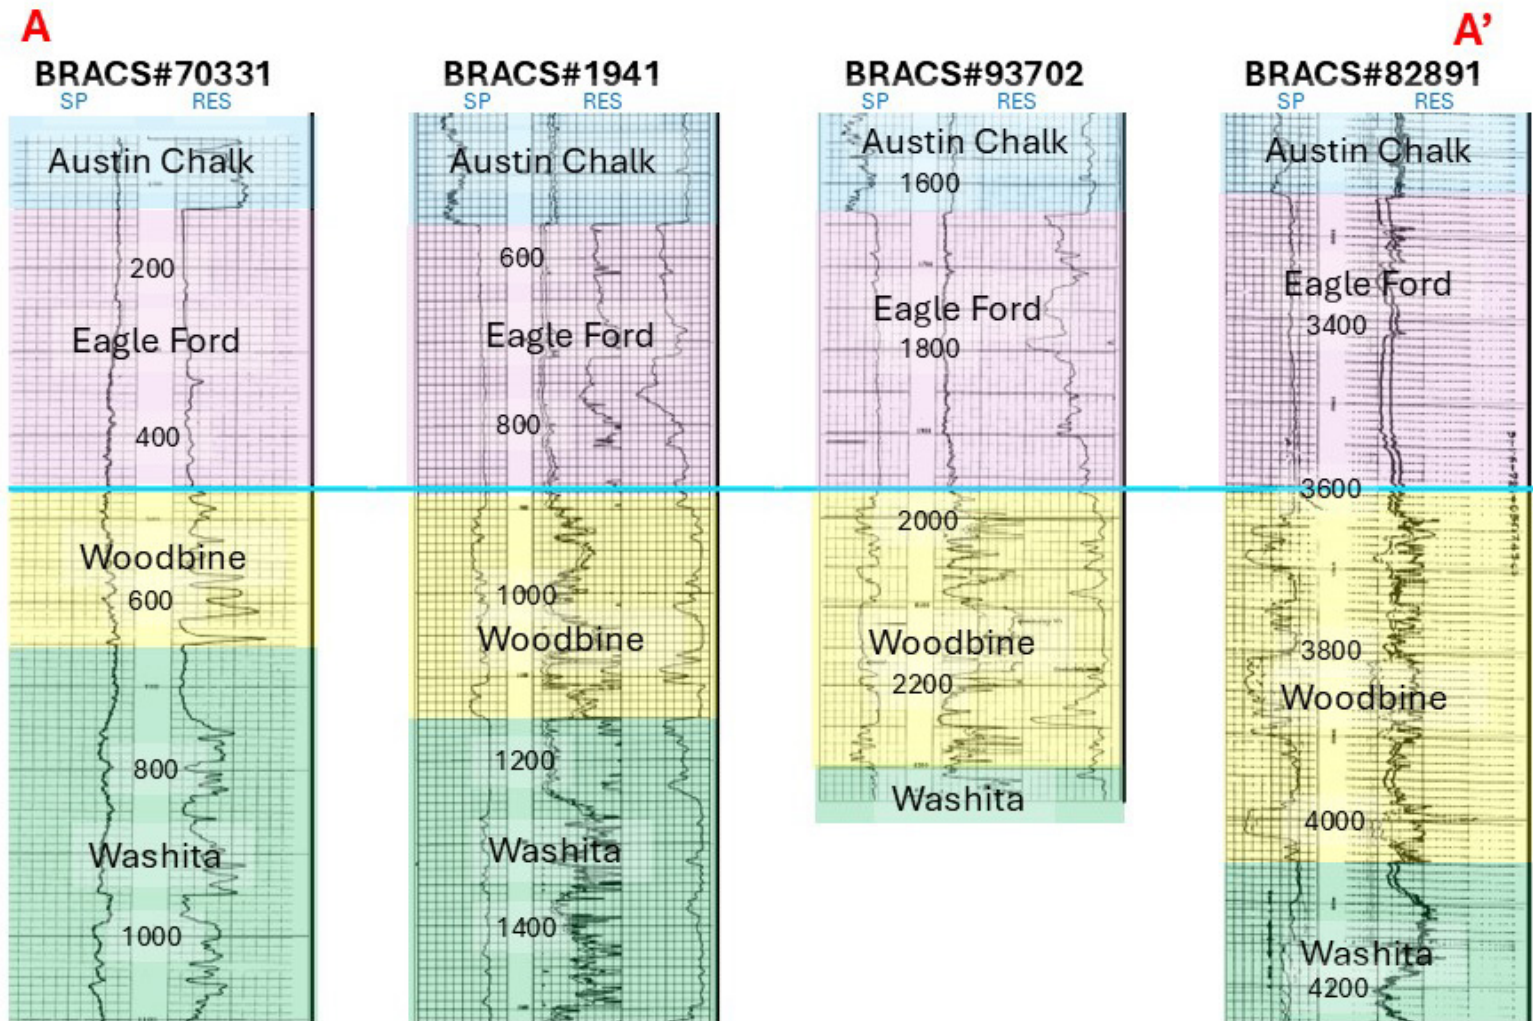 A
A’
BRACS#70331
SP RES
Austin Chalk
200
Eagle Ford
400
Woodbine
600
800
Washita
1000
BRACS#1941
SP RES
Austin Chalk
600
Eagle Ford
800
1000
Woodbine
1200
Washita
1400
BRACS#93702
SP RES
Austin Chalk
1600
Eagle Ford
1800
2000
Woodbine
2200
Washita
BRACS#82891
SP RES
Austin Chalk
Eagle Ford
3400
3600
3800
Woodbine
4000
Washita
4200